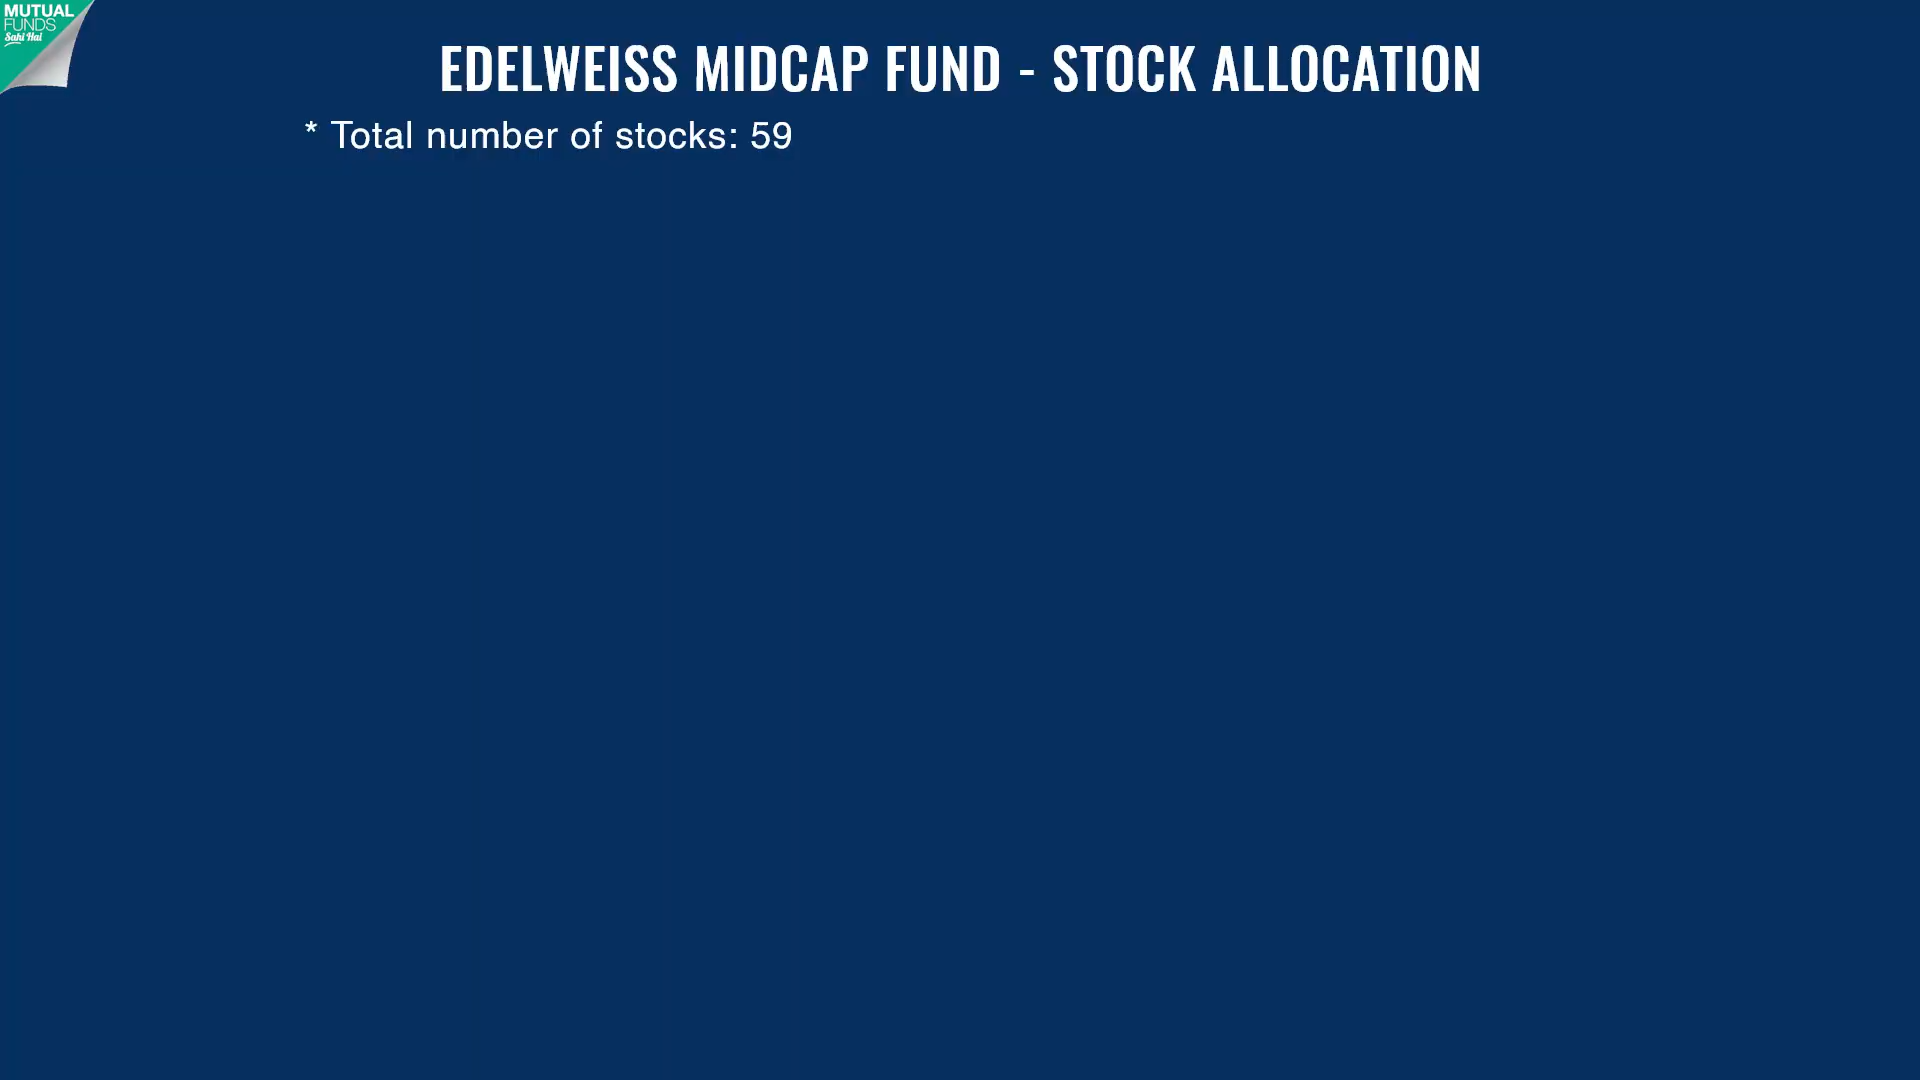 MUTUAL
FUNDS
Sahi Hai
EDELWEISS MIDCAP FUND - STOCK ALLOCATION
* Total number of stocks: 59